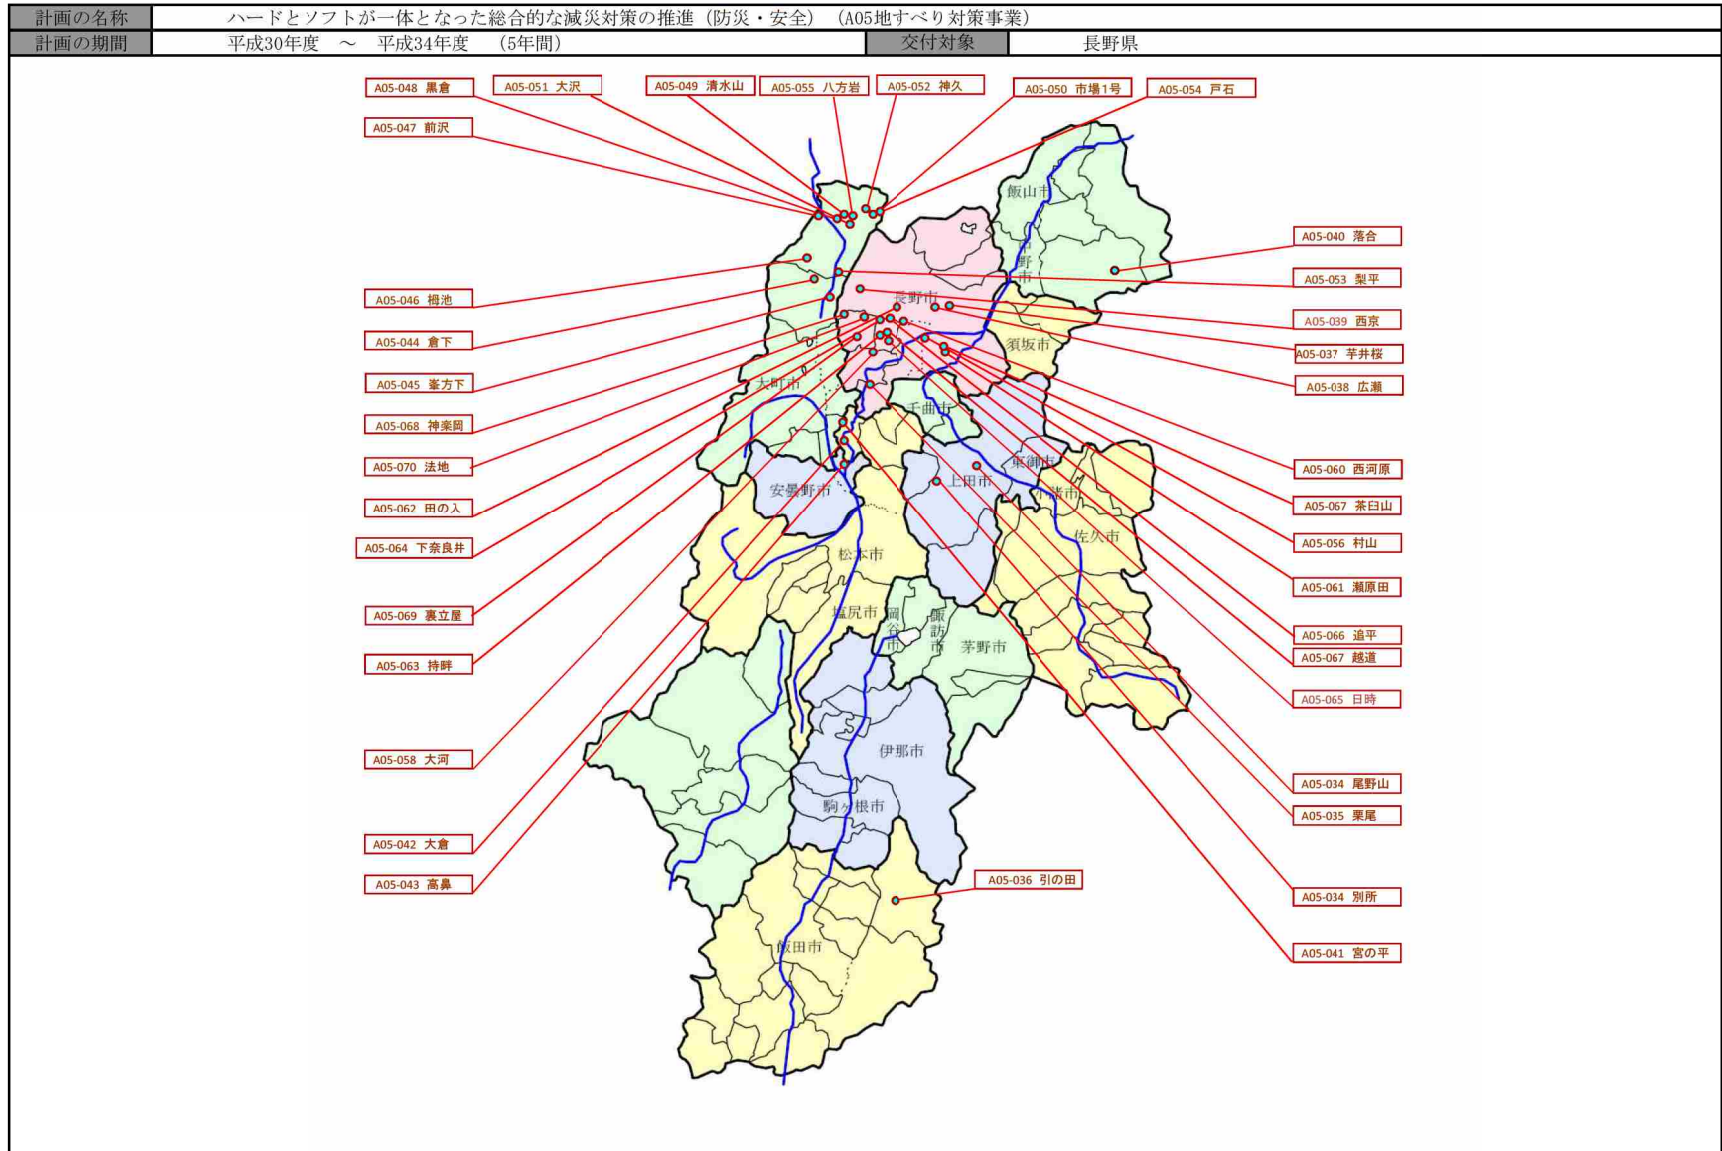 計画の名称 ハードとソフトが一体となった総合的な減災対策の推進（防災・安全）（A05地すべり対策事業）
計画の期間 平成30年度 ～ 平成34年度 （5年間） 交付対象 長野県
A05-048 黒倉
A05-051 大沢
A05-049 清水山
A05-055 八方岩
A05-052 神久
A05-050 市場1号
A05-054 戸石
A05-047 前沢
A05-046 栂池
A05-044 倉下
A05-045 峯方下
A05-068 神楽岡
A05-070 法地
A05-062 田の入
A05-064 下奈良井
A05-069 裏立屋
A05-063 持畔
A05-058 大河
A05-042 大倉
A05-043 高鼻
飯山市
中野市
長野市
須坂市
大町市
千曲市
東御市
上田市
小諸市
安曇野市
佐久市
松本市
塩尻市
岡谷市
諏訪市
茅野市
伊那市
駒ヶ根市
飯田市
A05-036 引の田
A05-040 落合
A05-053 梨平
A05-039 西京
A05-037 芋井桜
A05-038 広瀬
A05-060 西河原
A05-067 茶臼山
A05-056 村山
A05-061 瀬原田
A05-066 追平
A05-067 越道
A05-065 日時
A05-034 尾野山
A05-035 栗尾
A05-034 別所
A05-041 宮の平